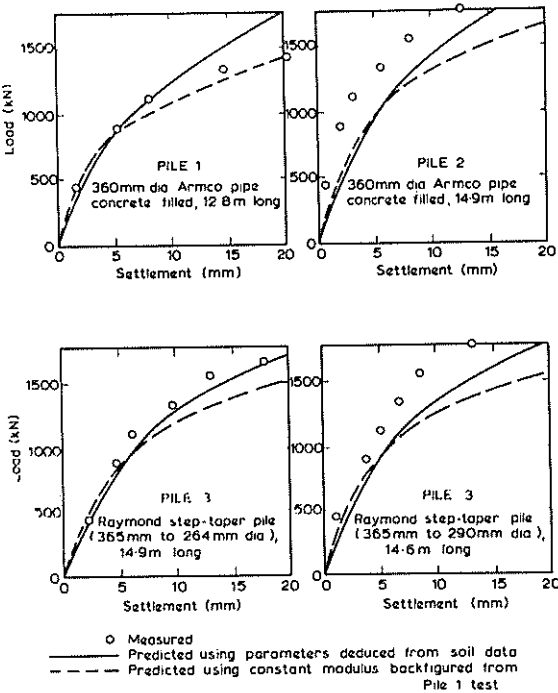 1500
1000
500
0
Load (kN)
PILE 1
360mm dia Armco pipe
concrete filled, 12 8m long
0 5 10 15 20
Settlement (mm)
1500
1000
500
0
PILE 2
360mm dia Armco pipe
concrete filled, 14·9m long
0 5 10 15 20
Settlement (mm)
1500
1000
500
0
Load (kN)
PILE 3
Raymond step-taper pile
(365mm to 264mm dia),
14·9m long
0 5 10 15 20
Settlement (mm)
1500
1000
500
0
PILE 3
Raymond step-taper pile
(365mm to 290mm dia),
14·6m long
0 5 10 15 20
Settlement (mm)
Measured
Predicted using parameters deduced from soil data
Predicted using constant modulus backfigured from
Pile 1 test